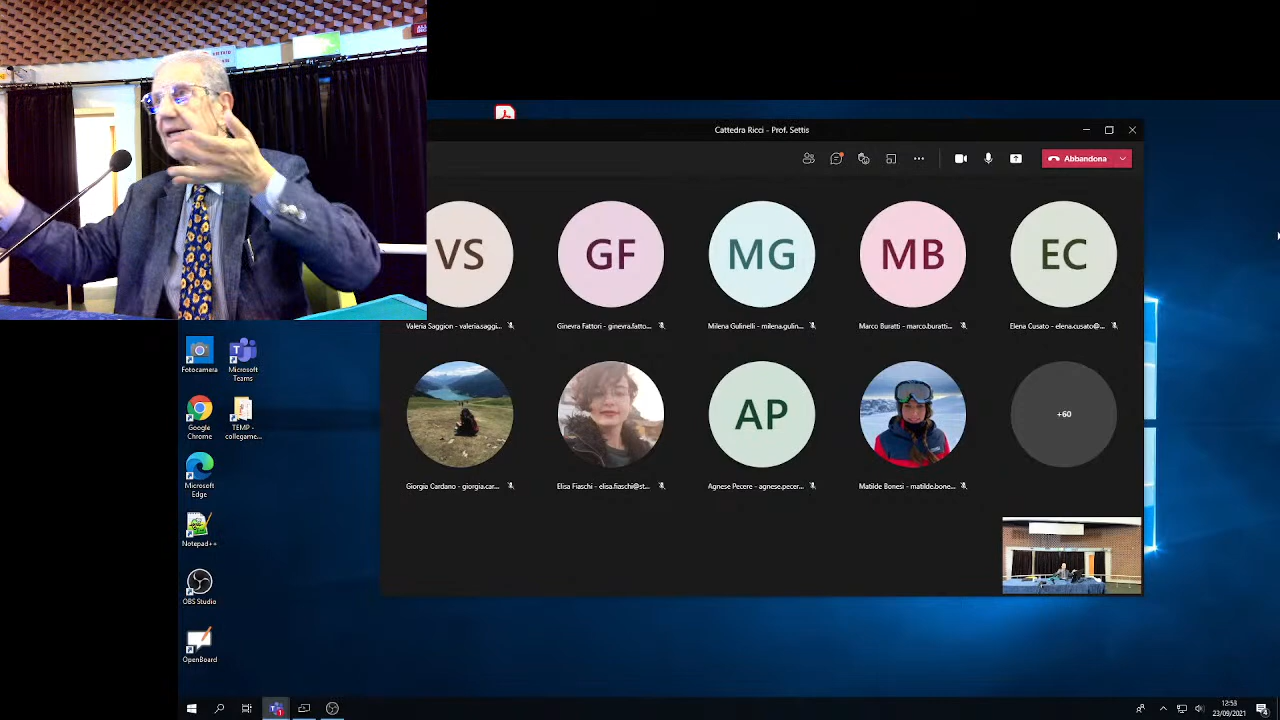 Cattedra Ricci - Prof. Settis
Abbandona
VS
GF
MG
MB
EC
Valeria Saggion - valeria.saggi...
Ginevra Fattori - ginevra.fatto...
Milena Gulinelli - milena.gulin...
Marco Buratti - marco.buratti...
Elena Cusato - elena.cusato@...
AP
+60
Giorgia Cardano - giorgia.car...
Elisa Fiaschi - elisa.fiaschi@st...
Agnese Pecere - agnese.pecer...
Matilde Bonesi - matilde.bone...
Fotocamera
Microsoft
Teams
Google
Chrome
TEMP -
collegame...
Microsoft
Edge
Notepad++
OBS Studio
OpenBoard
12:53
23/09/2021